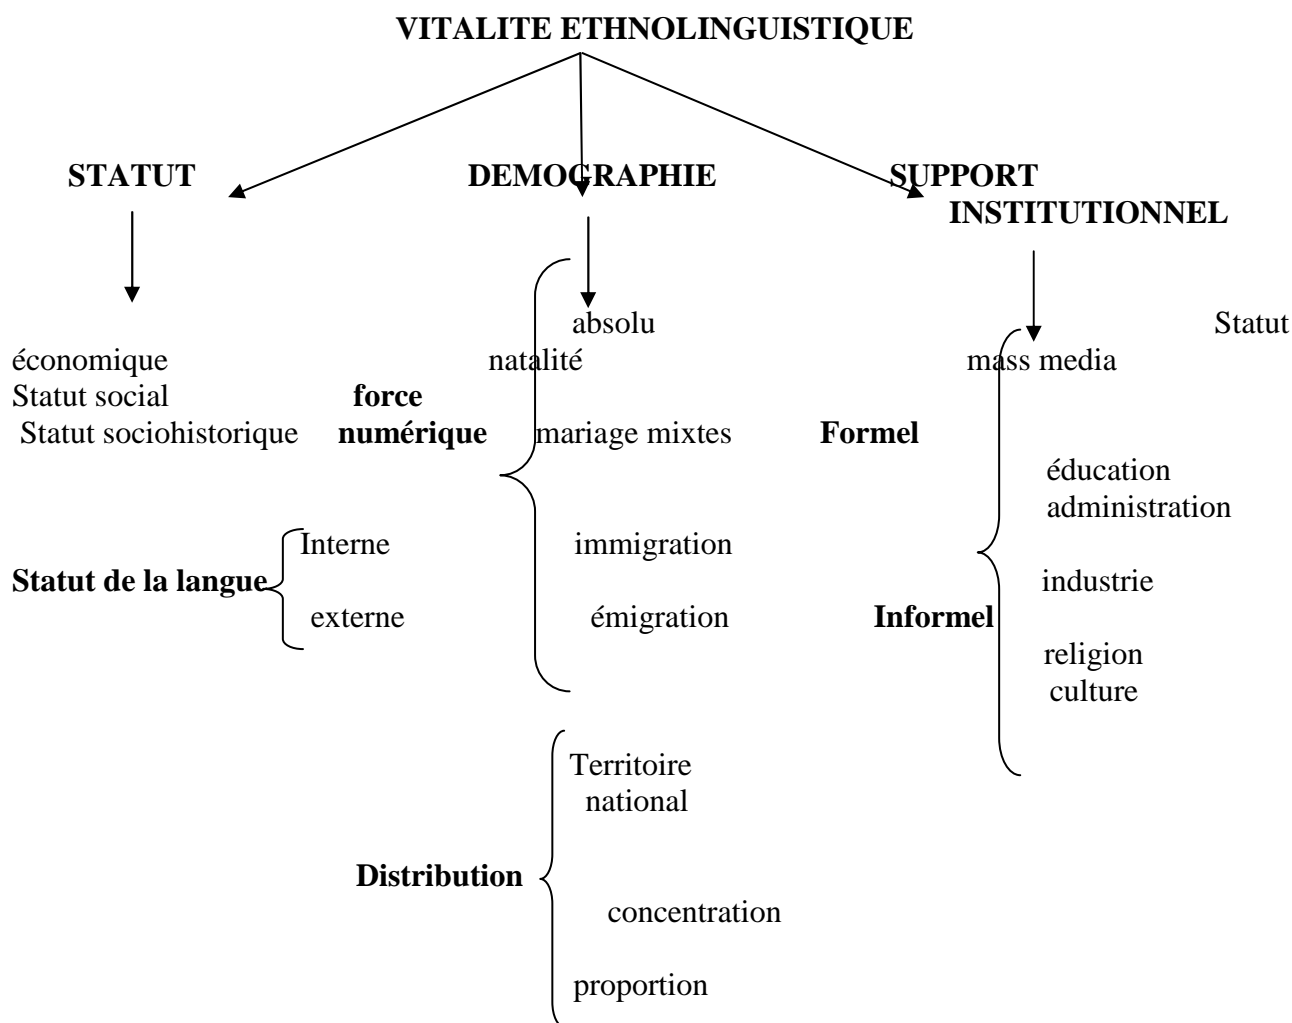 VITALITE ETHNOLINGUISTIQUE
STATUT DEMOGRAPHIE SUPPORT
INSTITUTIONNEL
absolu Statut
économique natalité mass media
Statut social force
Statut sociohistorique numérique mariage mixtes Formel
éducation
administration
Interne immigration
Statut de la langue industrie
externe émigration Informel
religion
culture
Territoire
national
Distribution
concentration
proportion